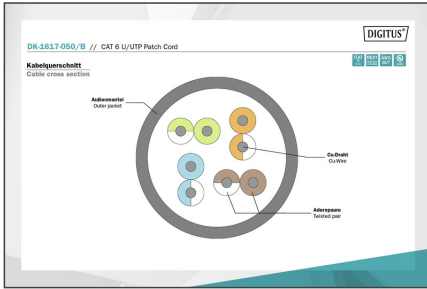 DIGITUS®
DK-1617-050/B // CAT 6 U/UTP Patch Cord
Kabelquerschnitt
Cable cross section
CAT
Außenmantel
Outer jacket
Cu-Draht
Cu-Wire
Aderpaare
Twisted pair